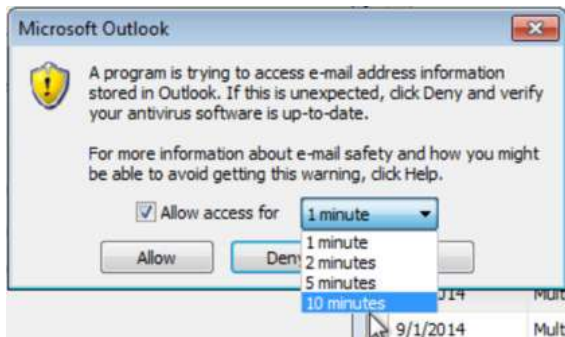 Microsoft Outlook
A program is trying to access e-mail address information
stored in Outlook. If this is unexpected, click Deny and verify
your antivirus software is up-to-date.
For more information about e-mail safety and how you might
be able to avoid getting this warning, click Help.
Allow access for 1 minute
1 minute
2 minutes
5 minutes
10 minutes
Allow
9/1/2014 Mult